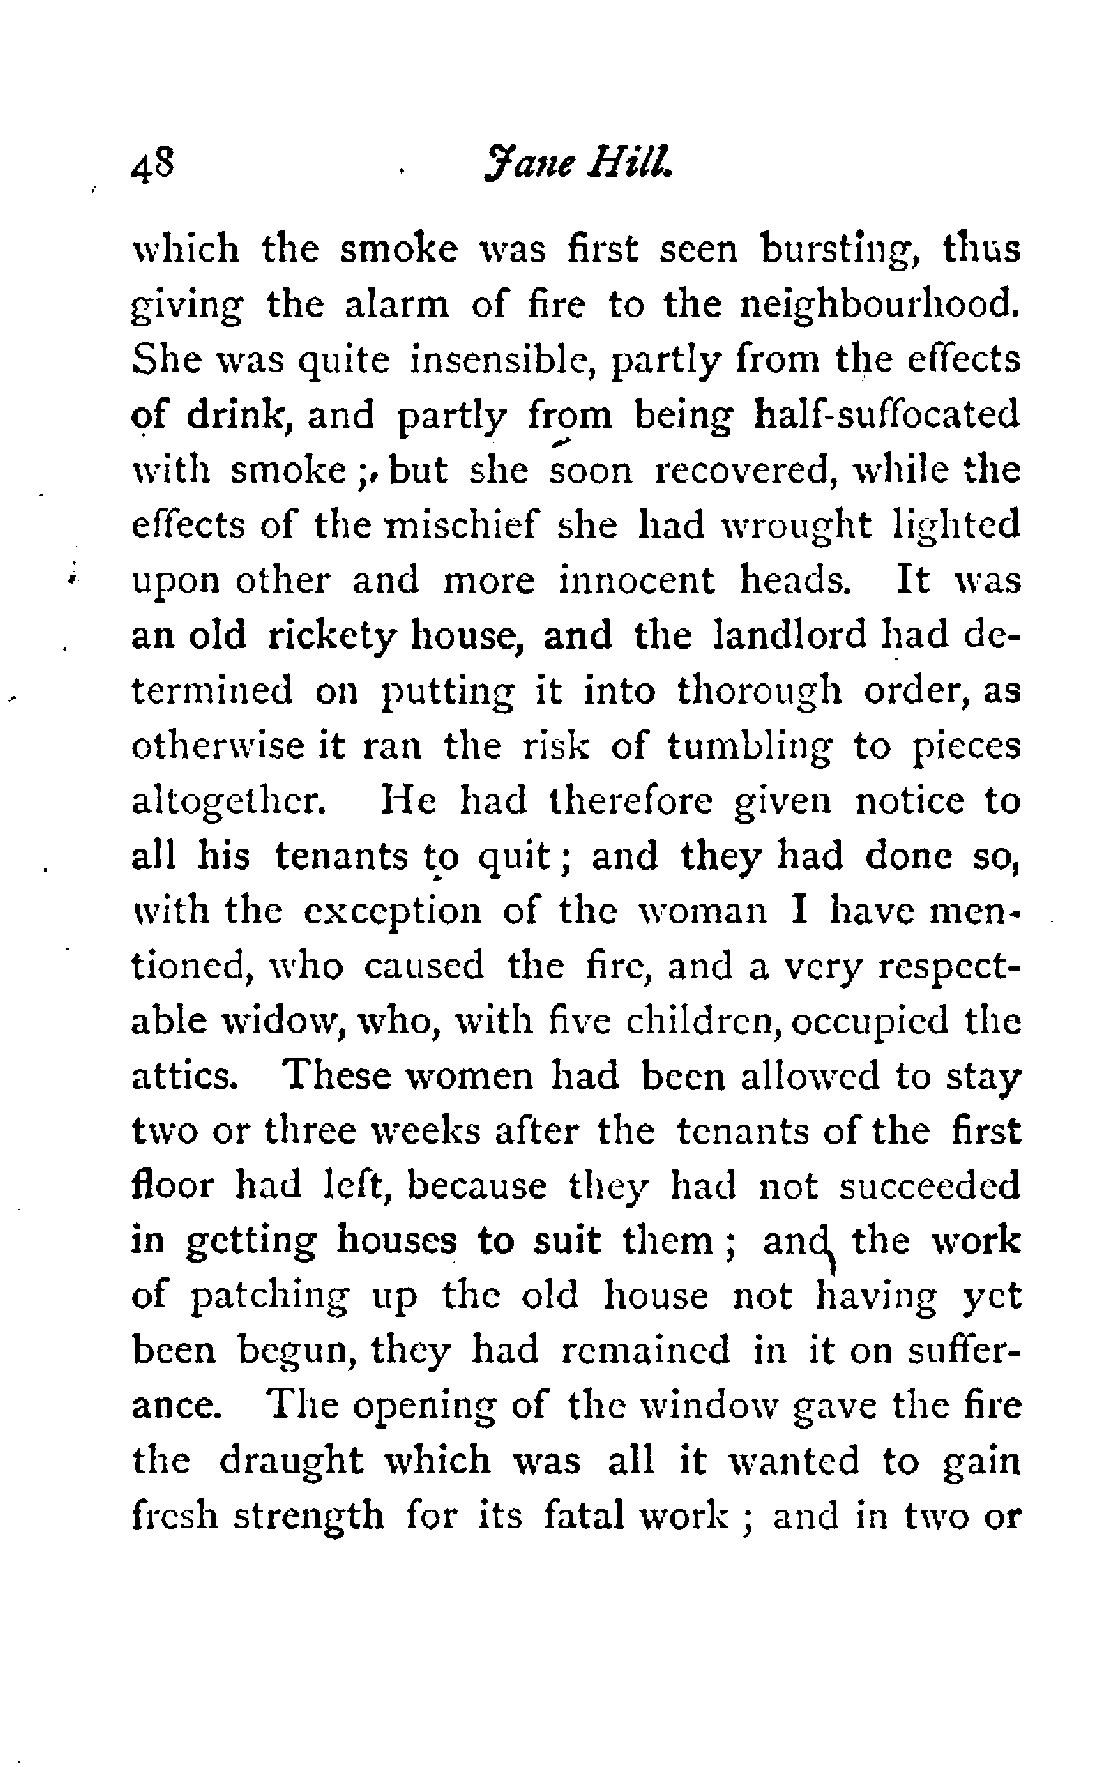 48 Jane Hill.
which the smoke was first seen bursting, thus
giving the alarm of fire to the neighbourhood.
She was quite insensible, partly from the effects
of drink, and partly from being half-suffocated
with smoke ; but she soon recovered, while the
effects of the mischief she had wrought lighted
upon other and more innocent heads. It was
an old rickety house, and the landlord had de-
termined on putting it into thorough order, as
otherwise it ran the risk of tumbling to pieces
altogether. He had therefore given notice to
all his tenants to quit ; and they had done so,
with the exception of the woman I have men-
tioned, who caused the fire, and a very respect-
able widow, who, with five children, occupied the
attics. These women had been allowed to stay
two or three weeks after the tenants of the first
floor had left, because they had not succeeded
in getting houses to suit them ; and the work
of patching up the old house not having yet
been begun, they had remained in it on suffer-
ance. The opening of the window gave the fire
the draught which was all it wanted to gain
fresh strength for its fatal work ; and in two or